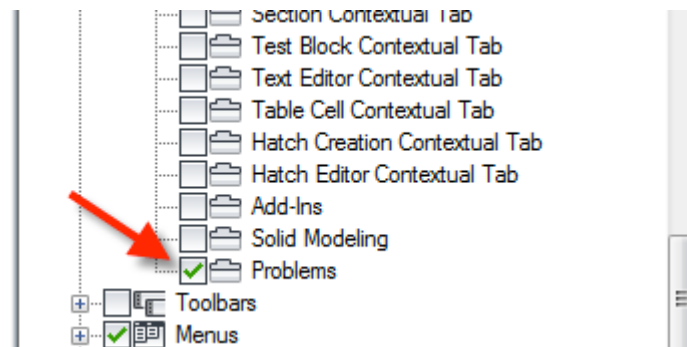 Section Contextual Tab
Test Block Contextual Tab
Text Editor Contextual Tab
Table Cell Contextual Tab
Hatch Creation Contextual Tab
Hatch Editor Contextual Tab
Add-Ins
Solid Modeling
Problems
Toolbars
Menus